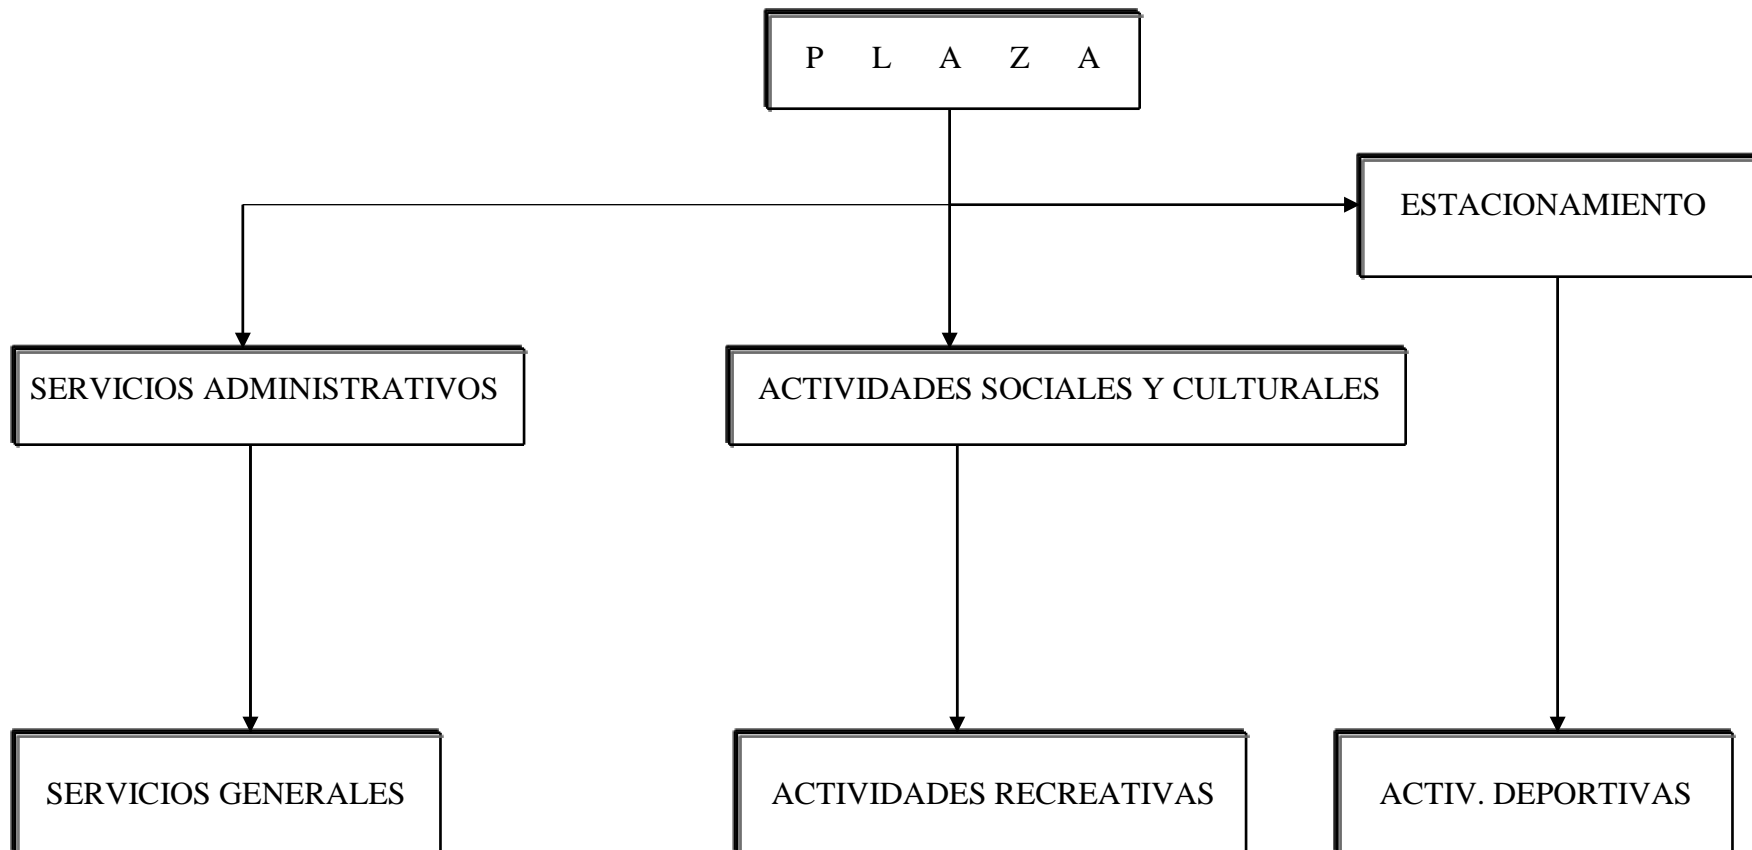 P L A Z A
ESTACIONAMIENTO
SERVICIOS ADMINISTRATIVOS
ACTIVIDADES SOCIALES Y CULTURALES
SERVICIOS GENERALES
ACTIVIDADES RECREATIVAS
ACTIV. DEPORTIVAS